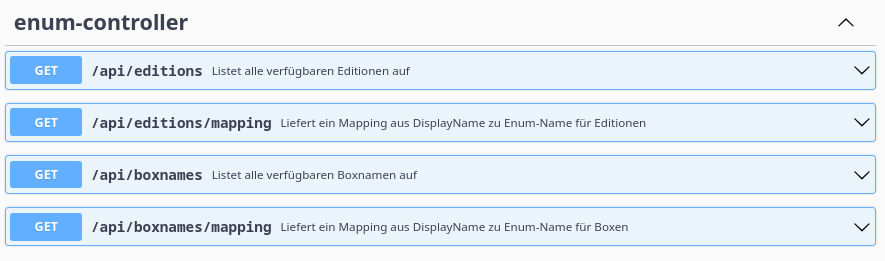 enum-controller
GET /api/editions Listet alle verfügbaren Editionen auf
GET /api/editions/mapping Liefert ein Mapping aus DisplayName zu Enum-Name für Editionen
GET /api/boxnames Listet alle verfügbaren Boxnamen auf
GET /api/boxnames/mapping Liefert ein Mapping aus DisplayName zu Enum-Name für Boxen